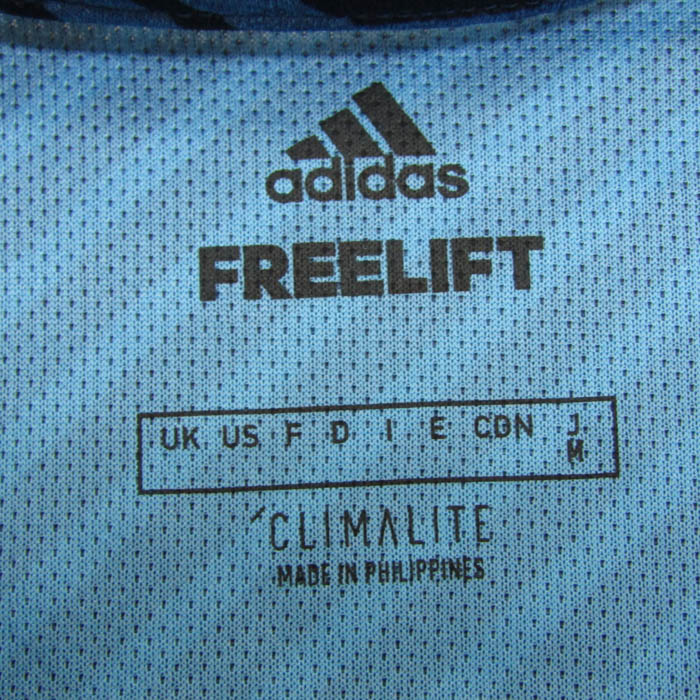 adidas
FREELIFT
UK US F D I E CDN J
M
CLIMALITE
MADE IN PHILIPPINES